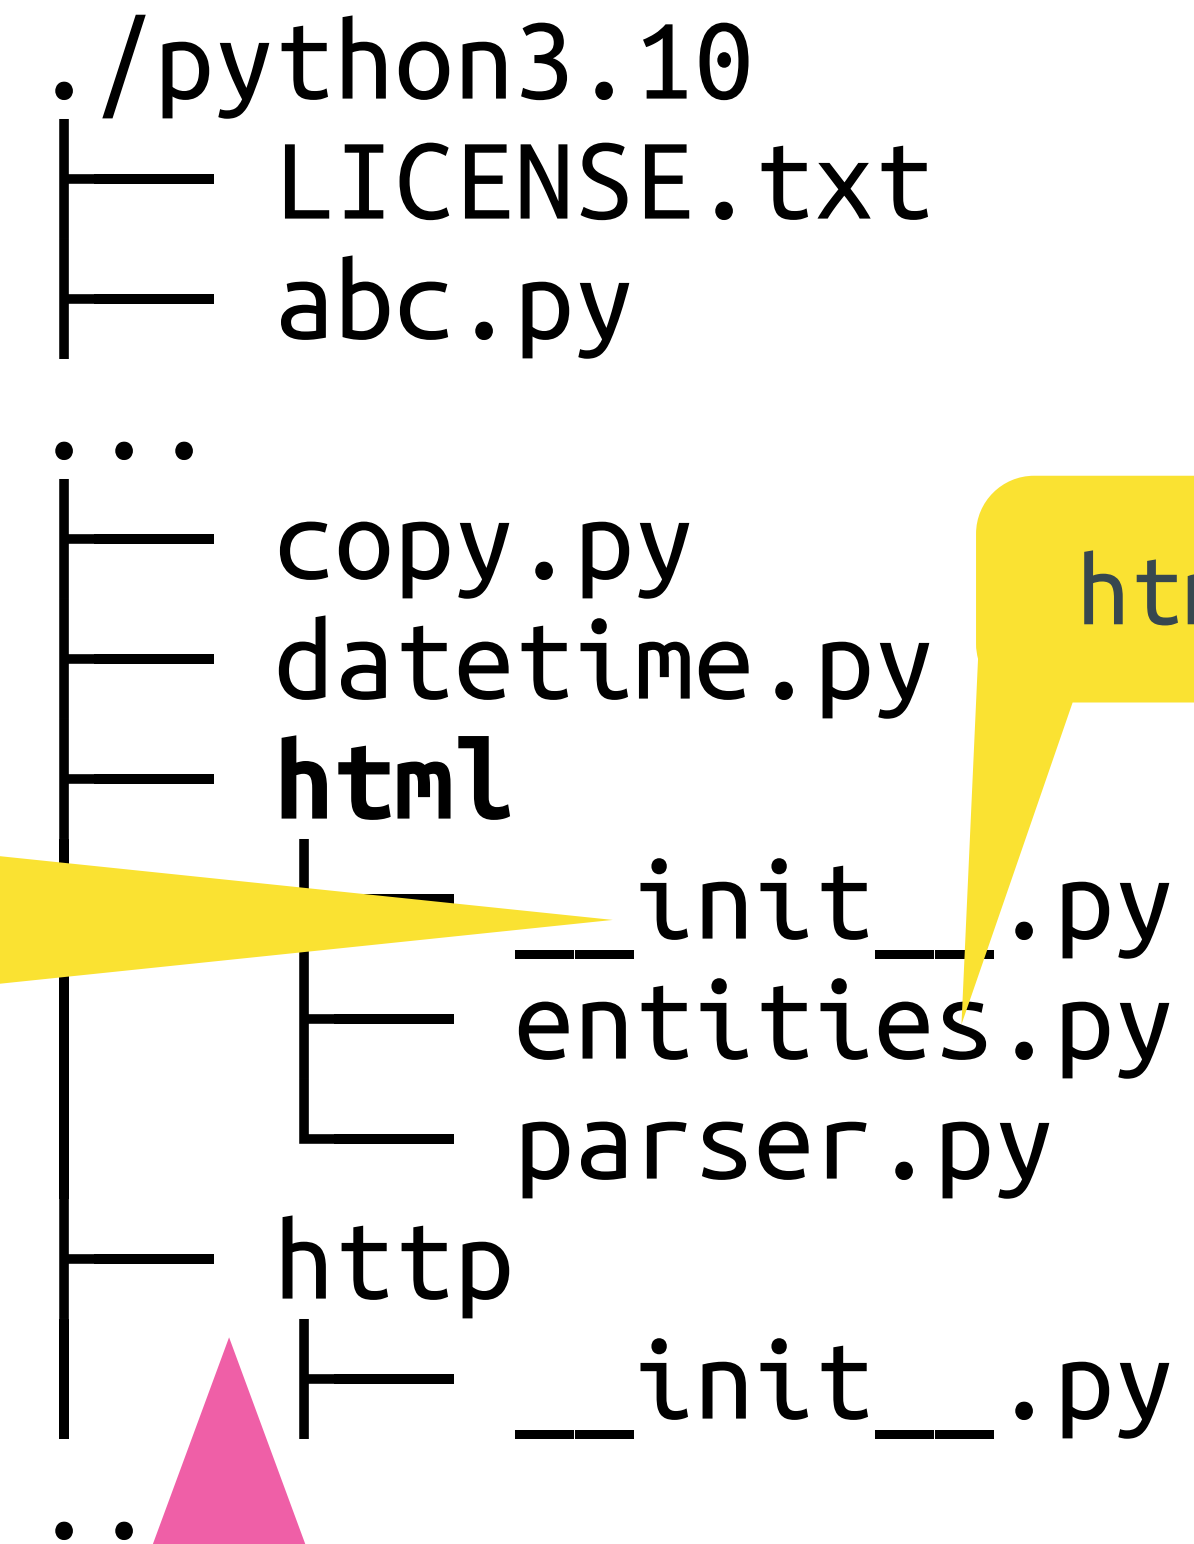 ./python3.10
├── LICENSE.txt
├── abc.py
...
├── copy.py
├── datetime.py
├── html
│   ├── __init__.py
│   ├── entities.py
│   └── parser.py
├── http
│   ├── __init__.py
..